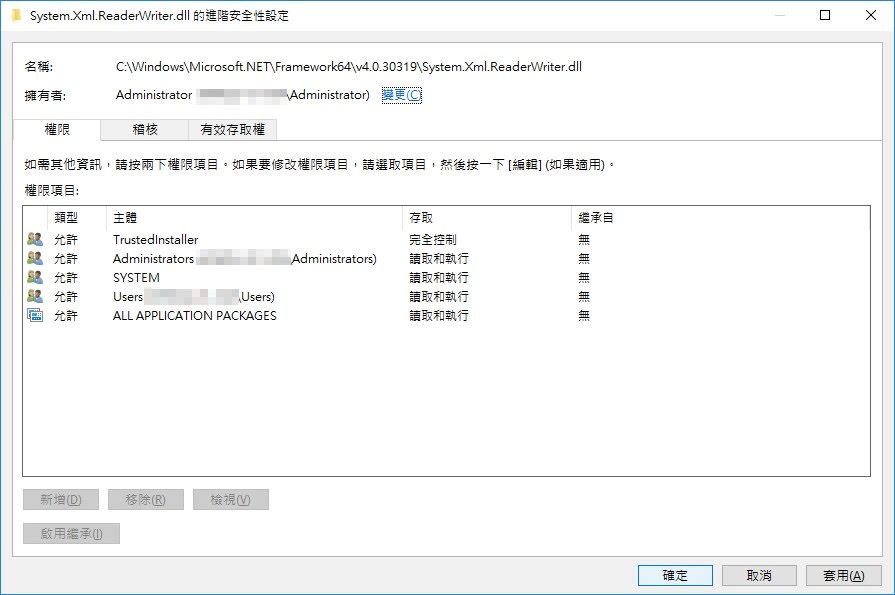 System.Xml.ReaderWriter.dll 的進階安全性設定
名稱: C:\Windows\Microsoft.NET\Framework64\v4.0.30319\System.Xml.ReaderWriter.dll
擁有者: Administrator \Administrator) 變更(C)
權限 稽核 有效存取權
如需其他資訊，請按兩下權限項目。如果要修改權限項目，請選取項目，然後按一下 [編輯] (如果適用)。
權限項目:
類型 主體 存取 繼承自
允許 TrustedInstaller 完全控制 無
允許 Administrators Administrators) 讀取和執行 無
允許 SYSTEM 讀取和執行 無
允許 Users \Users) 讀取和執行 無
允許 ALL APPLICATION PACKAGES 讀取和執行 無
新增(D) 移除(R) 檢視(V)
啟用繼承(I)
確定 取消 套用(A)